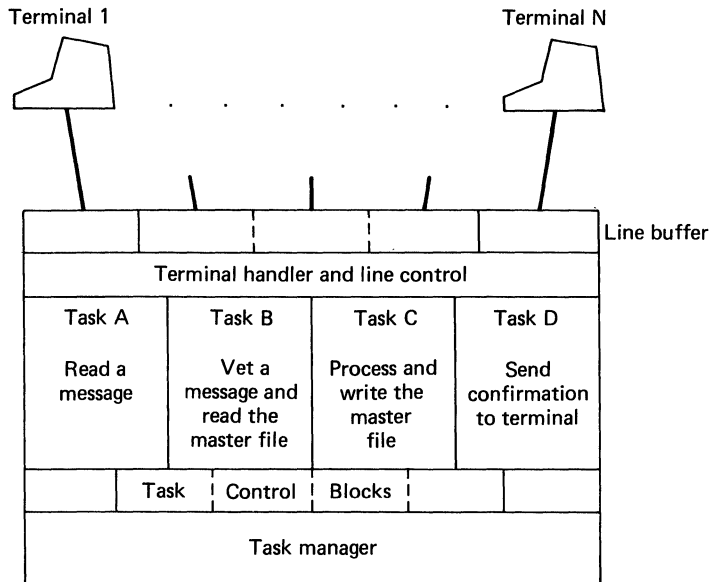 Terminal 1
Terminal N
Line buffer
Terminal handler and line control
Task A
Read a
message
Task B
Vet a
message and
read the
master file
Task C
Process and
write the
master
file
Task D
Send
confirmation
to terminal
Task Control Blocks
Task manager